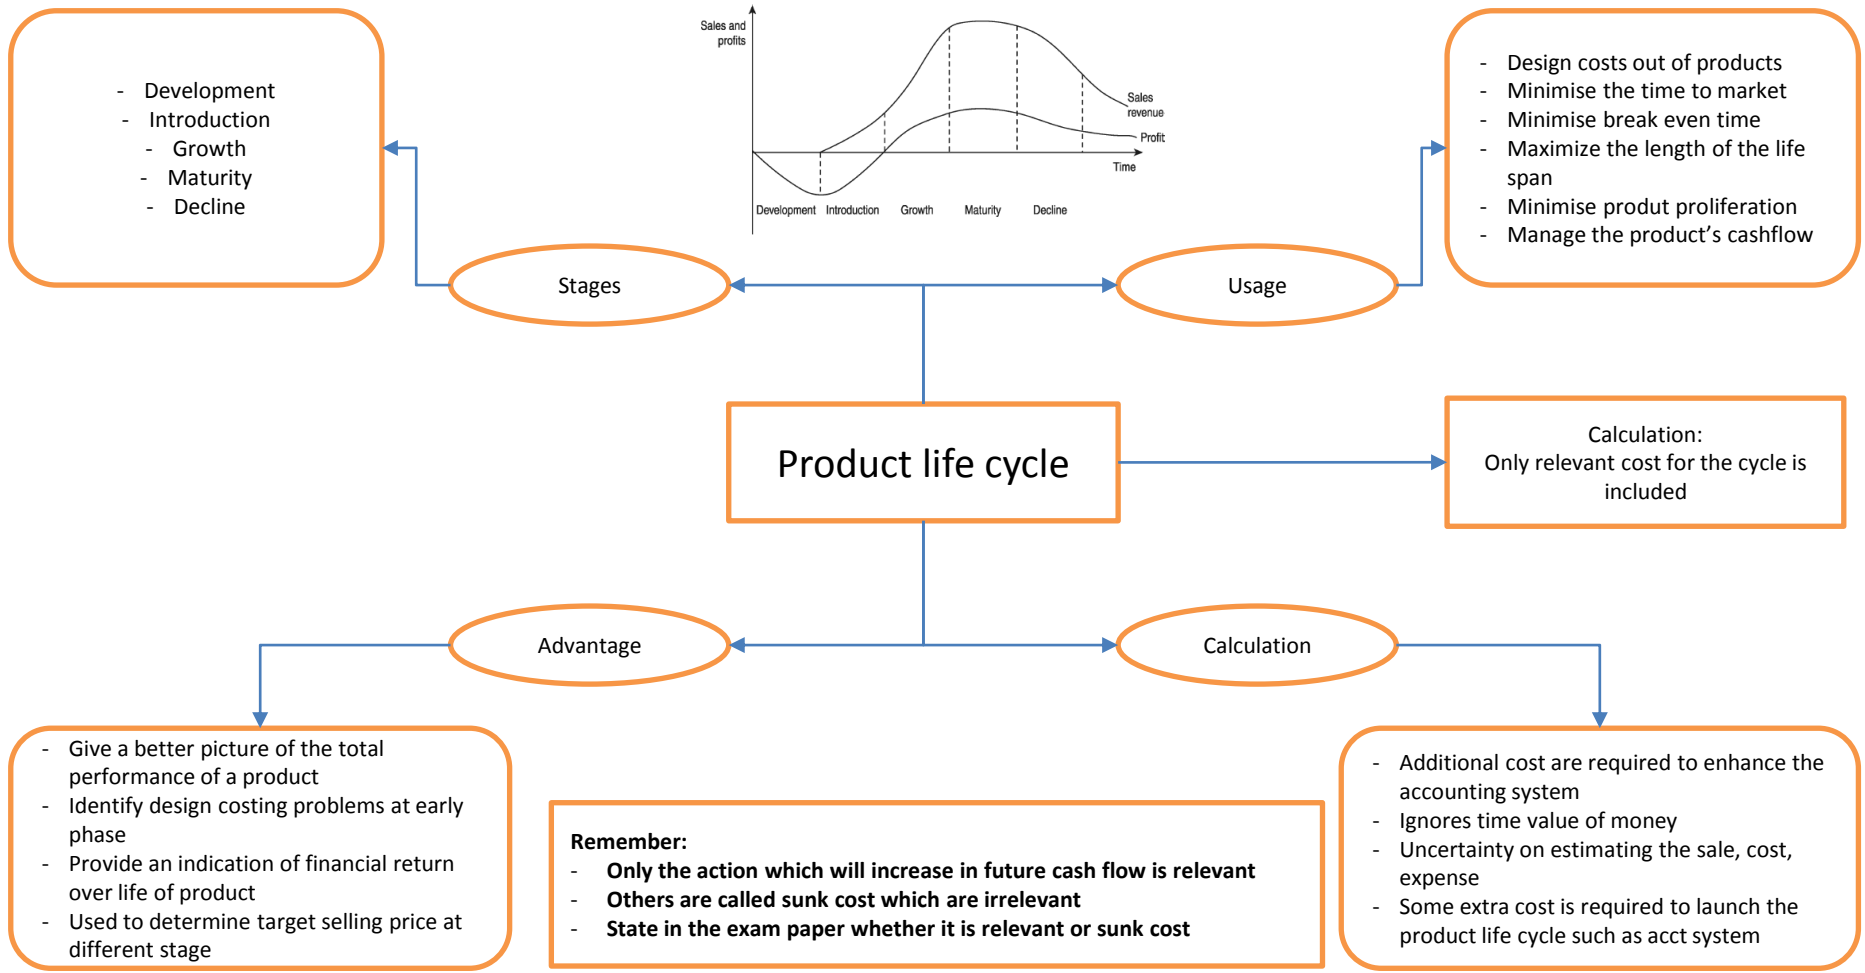 - Development
- Introduction
- Growth
- Maturity
- Decline
Sales and
profits
Sales
revenue
Profit
Time
Development Introduction Growth Maturity Decline
- Design costs out of products
- Minimise the time to market
- Minimise break even time
- Maximize the length of the life
span
- Minimise produt proliferation
- Manage the product’s cashflow
Stages
Usage
Product life cycle
Calculation:
Only relevant cost for the cycle is
included
Advantage
Calculation
- Give a better picture of the total
performance of a product
- Identify design costing problems at early
phase
- Provide an indication of financial return
over life of product
- Used to determine target selling price at
different stage
Remember:
- Only the action which will increase in future cash flow is relevant
- Others are called sunk cost which are irrelevant
- State in the exam paper whether it is relevant or sunk cost
- Additional cost are required to enhance the
accounting system
- Ignores time value of money
- Uncertainty on estimating the sale, cost,
expense
- Some extra cost is required to launch the
product life cycle such as acct system